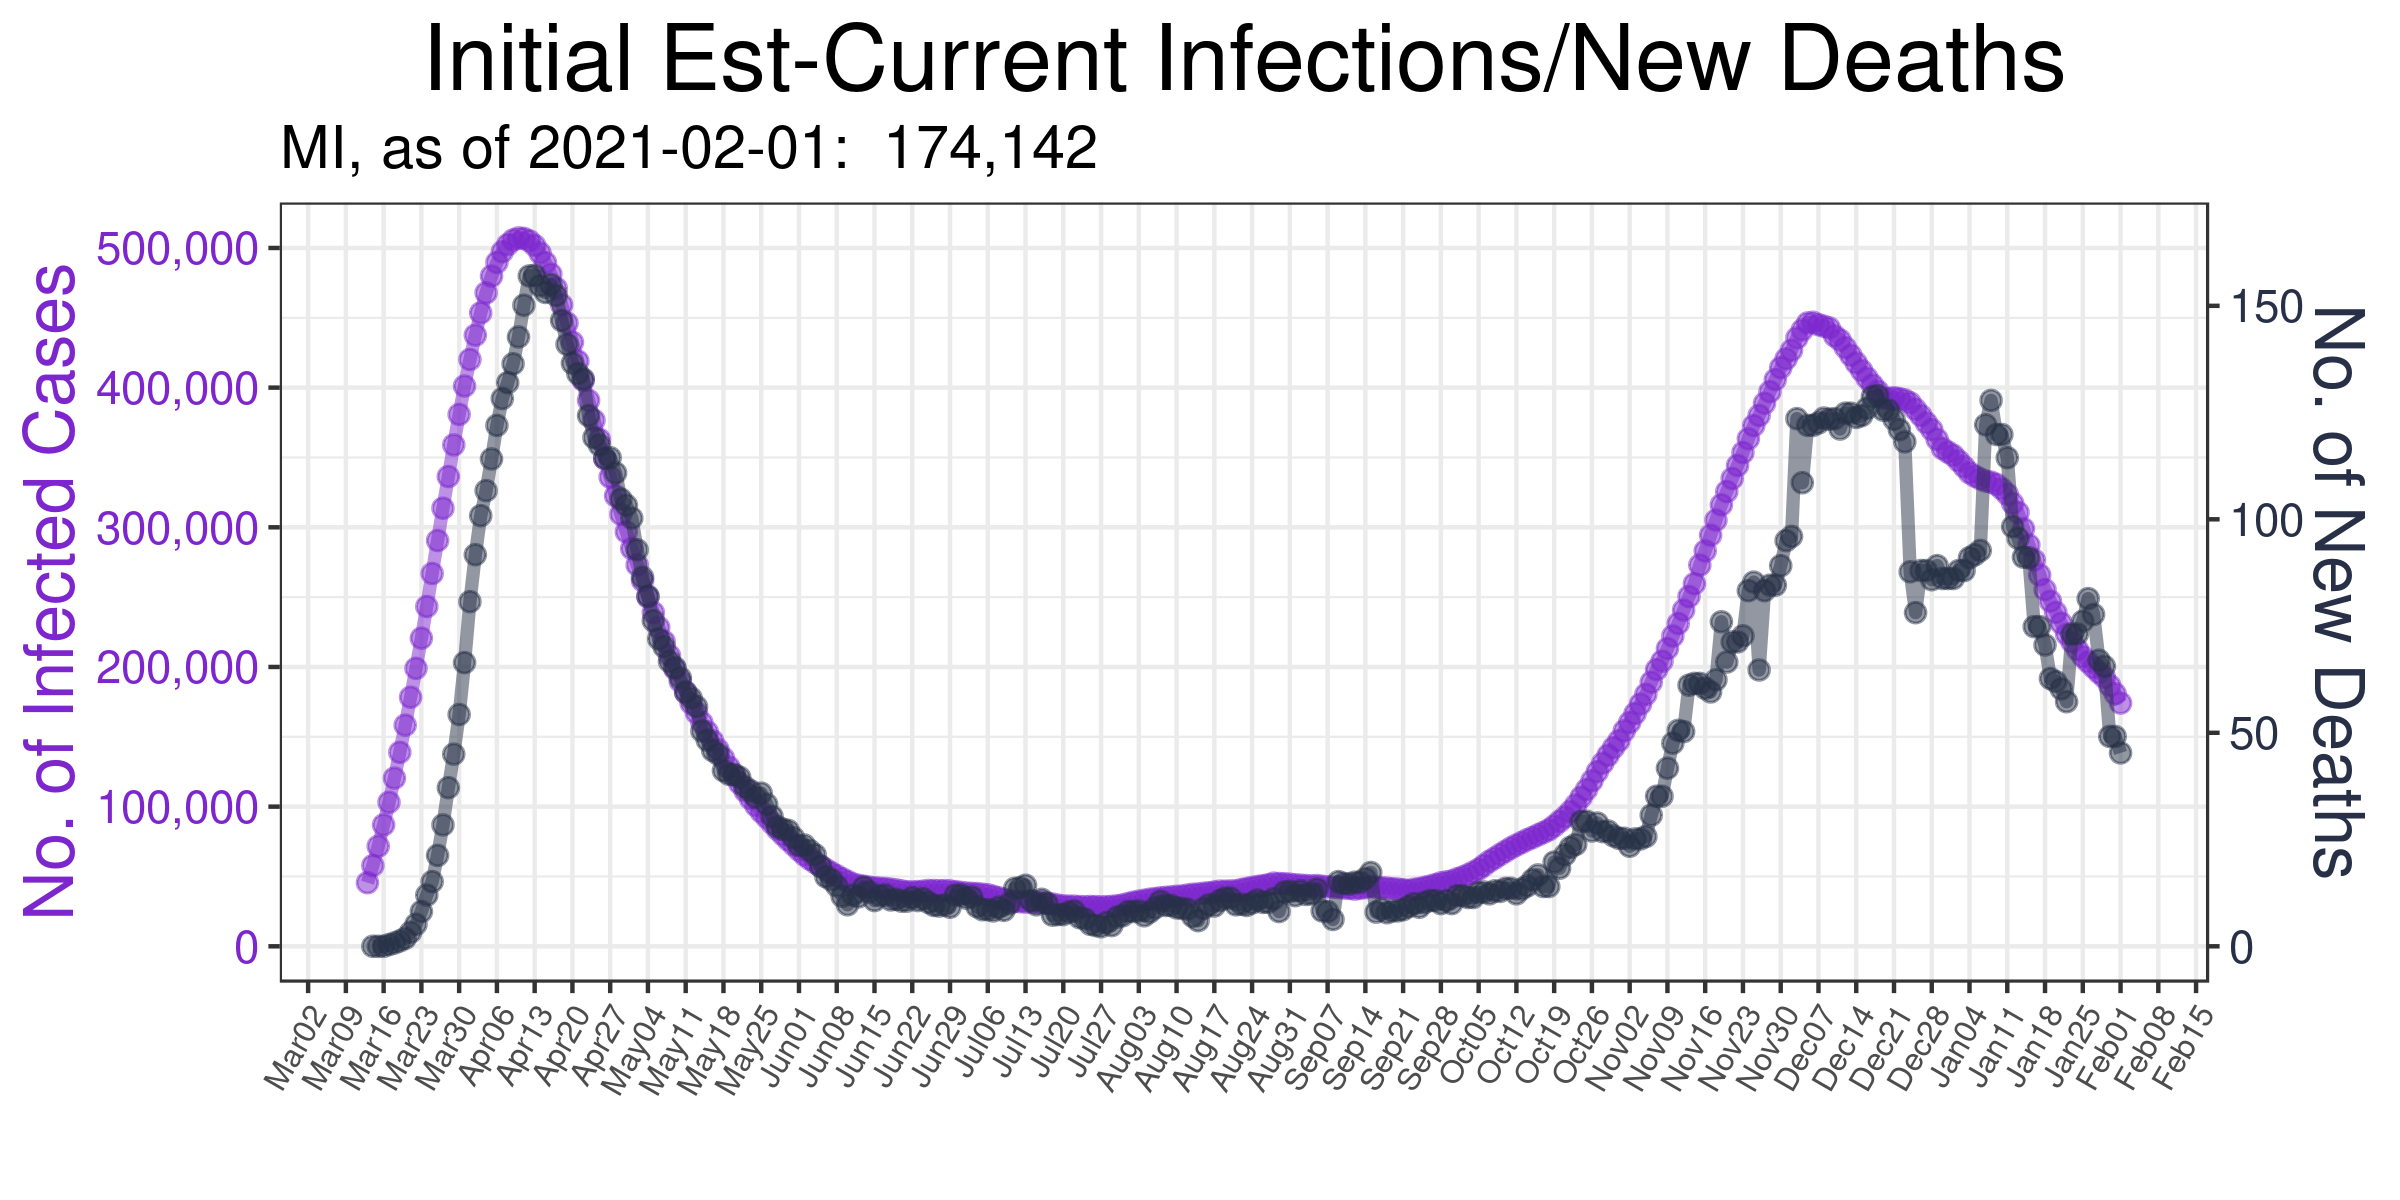 Initial Est-Current Infections/New Deaths
MI, as of 2021-02-01: 174,142
No. of Infected Cases
500,000
400,000
300,000
200,000
100,000
0
150
100
50
0
No. of New Deaths
Mar02
Mar09
Mar16
Mar23
Mar30
Apr06
Apr13
Apr20
Apr27
May04
May11
May18
May25
Jun01
Jun08
Jun15
Jun22
Jun29
Jul06
Jul13
Jul20
Jul27
Aug03
Aug10
Aug17
Aug24
Aug31
Sep07
Sep14
Sep21
Sep28
Oct05
Oct12
Oct19
Oct26
Nov02
Nov09
Nov16
Nov23
Nov30
Dec07
Dec14
Dec21
Dec28
Jan04
Jan11
Jan18
Jan25
Feb01
Feb08
Feb15